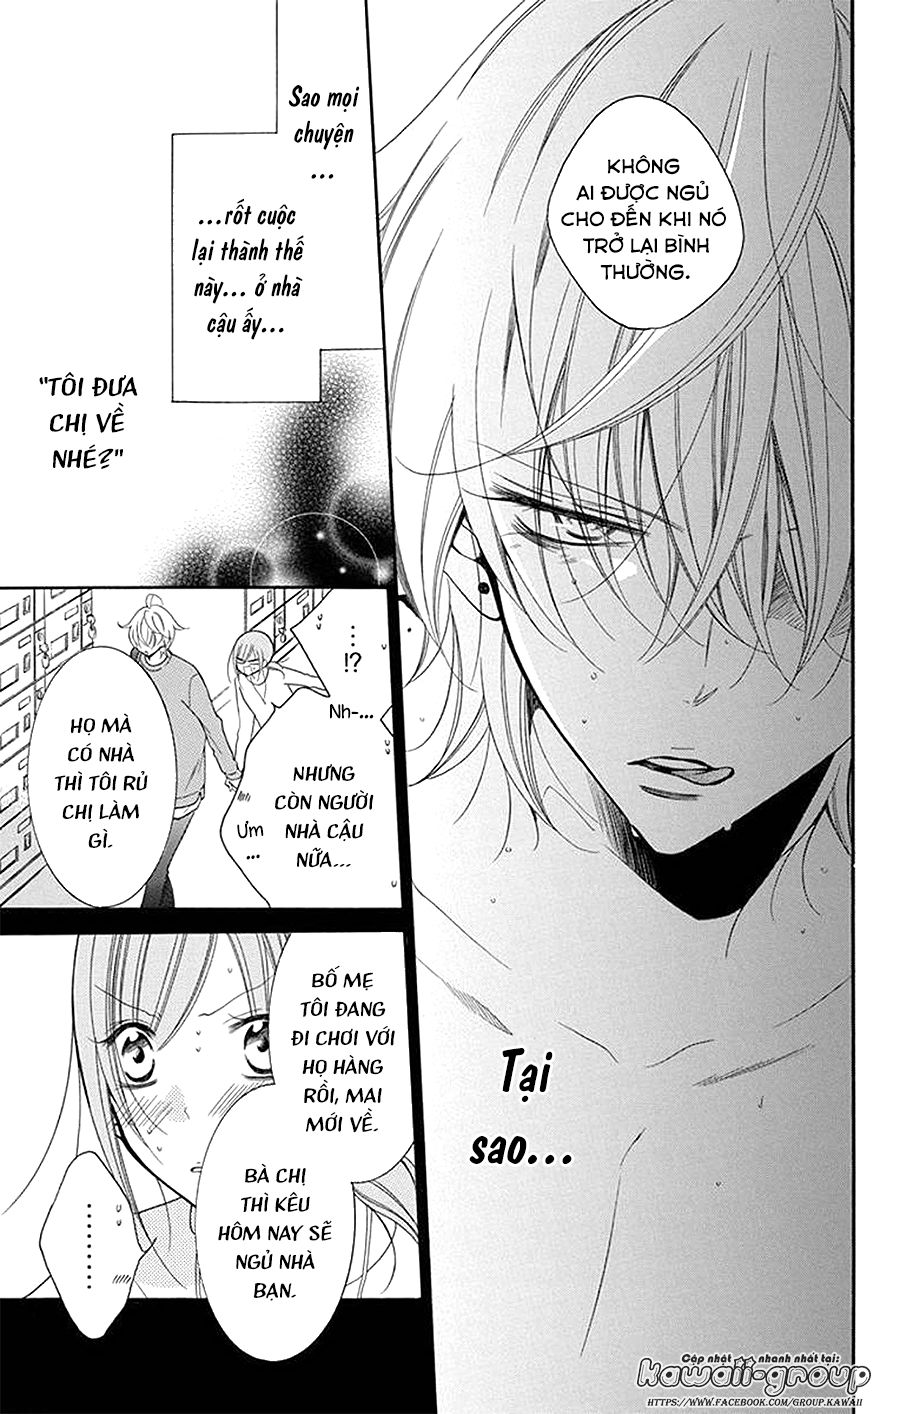 KHÔNG
AI ĐƯỢC NGỦ
CHO ĐẾN KHI NÓ
TRỞ LẠI BÌNH
THƯỜNG.
Tại
sao...
Sao mọi
chuyện
...
...rốt cuộc
lại thành thế
này... ở nhà
cậu ấy...
"TÔI ĐƯA
CHỊ VỀ
NHÉ?"
...
!?
Nh-...
NHƯNG
CÒN NGƯỜI
NHÀ CẬU
NỮA...
Ưm
...
HỌ MÀ
CÓ NHÀ
THÌ TÔI RỦ
CHỊ LÀM
GÌ.
BỐ MẸ
TÔI ĐANG
ĐI CHƠI VỚI
HỌ HÀNG
RỒI, MAI
MỚI VỀ.
BÀ CHỊ
THÌ KÊU
HÔM NAY SẼ
NGỦ NHÀ
BẠN.
........
Cập nhật nhanh nhất tại:
kawaii-group
HTTPS://WWW.FACEBOOK.COM/GROUP.KAWAII